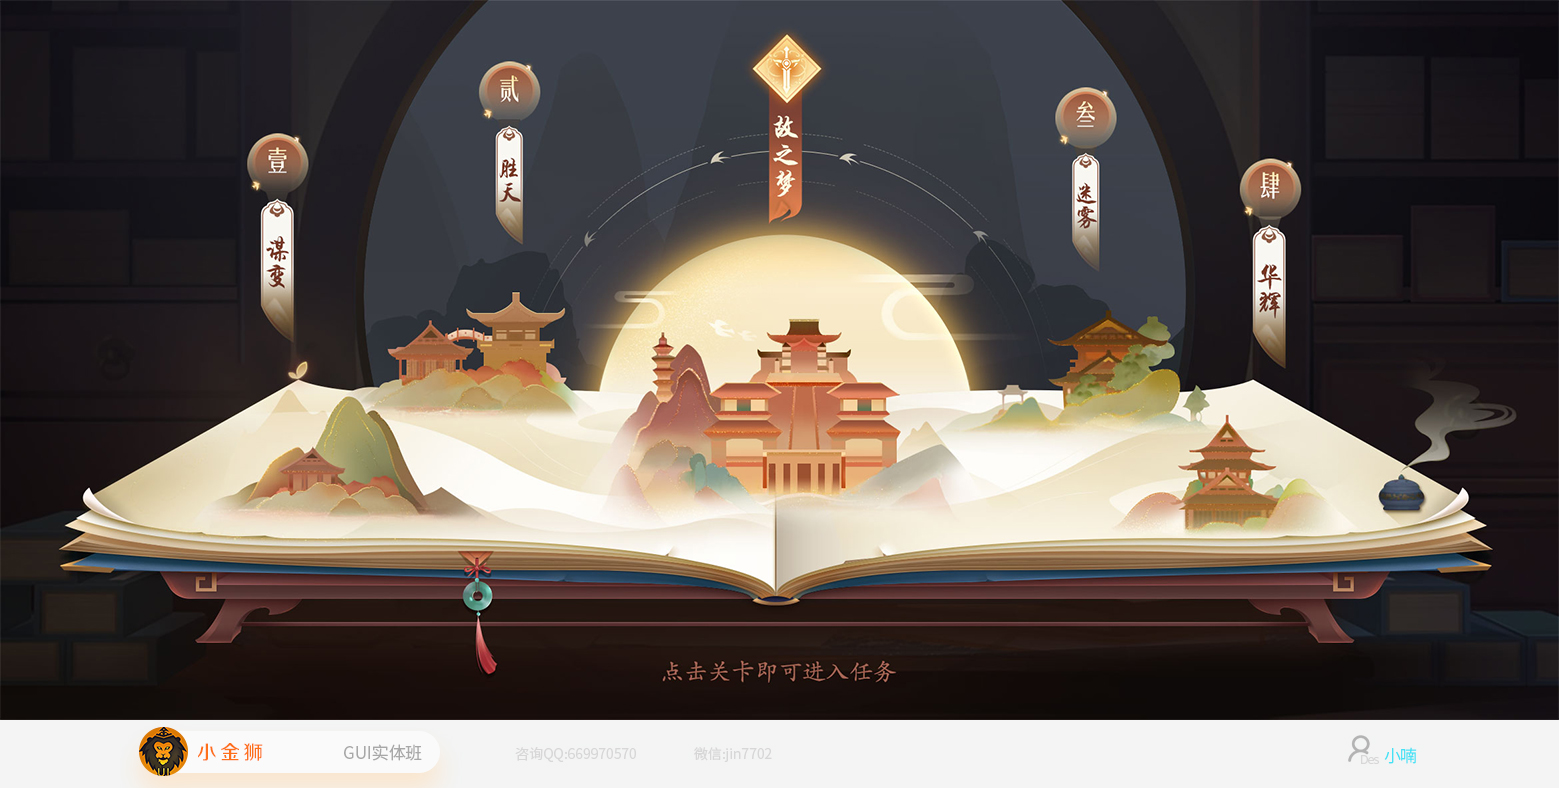 壹
谋变
贰
胜天
故之梦
叁
迷雾
肆
华辉
点击关卡即可进入任务
小金狮
GUI实体班
咨询QQ:669970570
微信:jin7702
Des
小喃
UI